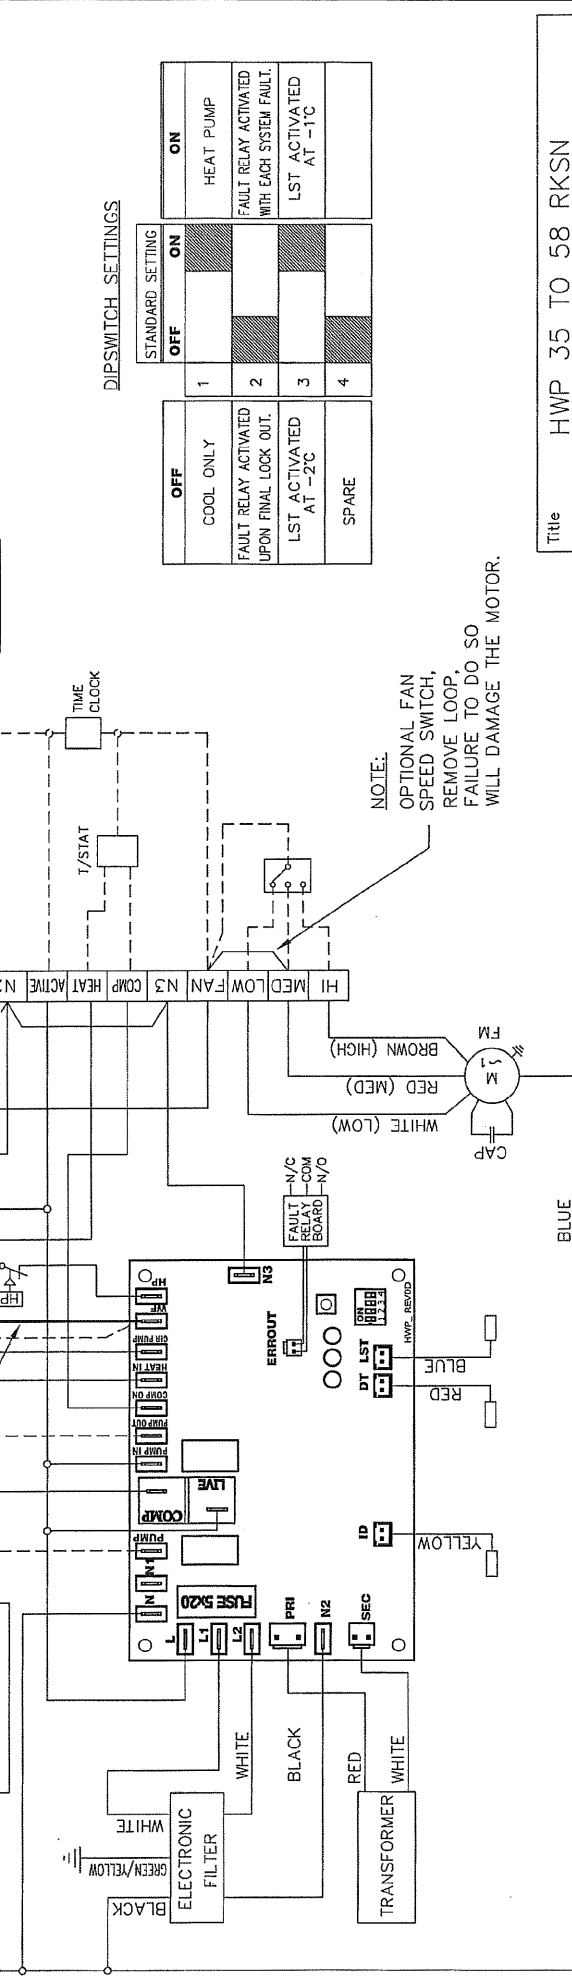 DIPSWITCH SETTINGS
OFF
STANDARD SETTING
OFF
ON
ON
COOL ONLY
1
HEAT PUMP
FAULT RELAY ACTIVATED
UPON FINAL LOCK OUT.
2
FAULT RELAY ACTIVATED
WITH EACH SYSTEM FAULT.
LST ACTIVATED
AT -2°C
3
LST ACTIVATED
AT -1°C
SPARE
4
Title
HWP 35 TO 58 RKSN
TIME
CLOCK
T/STAT
NOTE:
OPTIONAL FAN
SPEED SWITCH,
REMOVE LOOP,
FAILURE TO DO SO
WILL DAMAGE THE MOTOR.
N2
ACTIVE
HEAT
COMP
N3
FAN
LOW
MED
HI
BROWN (HIGH)
RED (MED)
WHITE (LOW)
FM
M
~1
CAP
BLUE
N/C
COM
N/O
FAULT
RELAY
BOARD
HP
HP
WF
CIR PUMP
HEAT IN
COMP ON
PUMP OUT
PUMP IN
COMP
LIVE
PUMP
N1
N
N3
ERROUT
ON
1 2 3 4
HWP_REV0D
DT
LST
ID
BLUE
RED
YELLOW
FUSE 5x20
L
L1
L2
PRI
N2
SEC
WHITE
BLACK
RED
WHITE
WHITE
GREEN/YELLOW
BLACK
ELECTRONIC
FILTER
TRANSFORMER